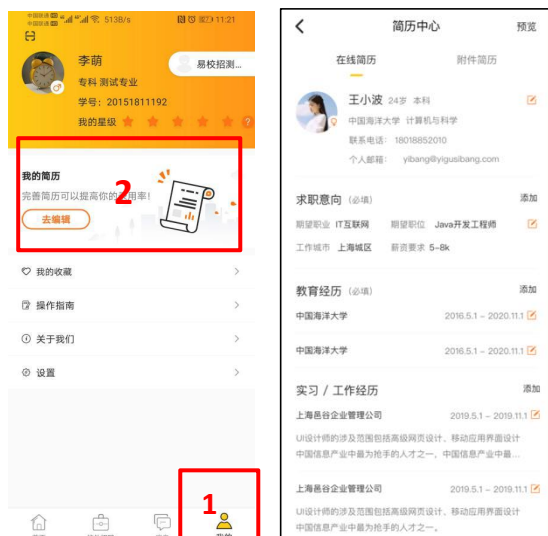 中国联通 中国移动 513B/s 11:21
李萌
易校招测...
专科 测试专业
学号：20151811192
我的星级
我的简历
完善简历可以提高你的 用率!
2
去编辑
我的收藏
操作指南
关于我们
设置
1
我的
简历中心
预览
在线简历
附件简历
王小波 24岁 本科
中国海洋大学 计算机与科学
联系电话： 18018852010
个人邮箱： yibang@yigusibang.com
求职意向（必填）
添加
期望职业 IT互联网 期望职位 Java开发工程师
工作城市 上海城区 薪资要求 5-8k
教育经历（必填）
添加
中国海洋大学 2016.5.1 – 2020.11.1
中国海洋大学 2016.5.1 – 2020.11.1
实习 / 工作经历
添加
上海邑谷企业管理公司 2019.5.1 – 2019.11.1
UI设计师的涉及范围包括高级网页设计、移动应用界面设计
中国信息产业中最为抢手的人才之一，中国信息产业中最...
上海邑谷企业管理公司 2019.5.1 – 2019.11.1
UI设计师的涉及范围包括高级网页设计、移动应用界面设计
中国信息产业中最为抢手的人才之一。